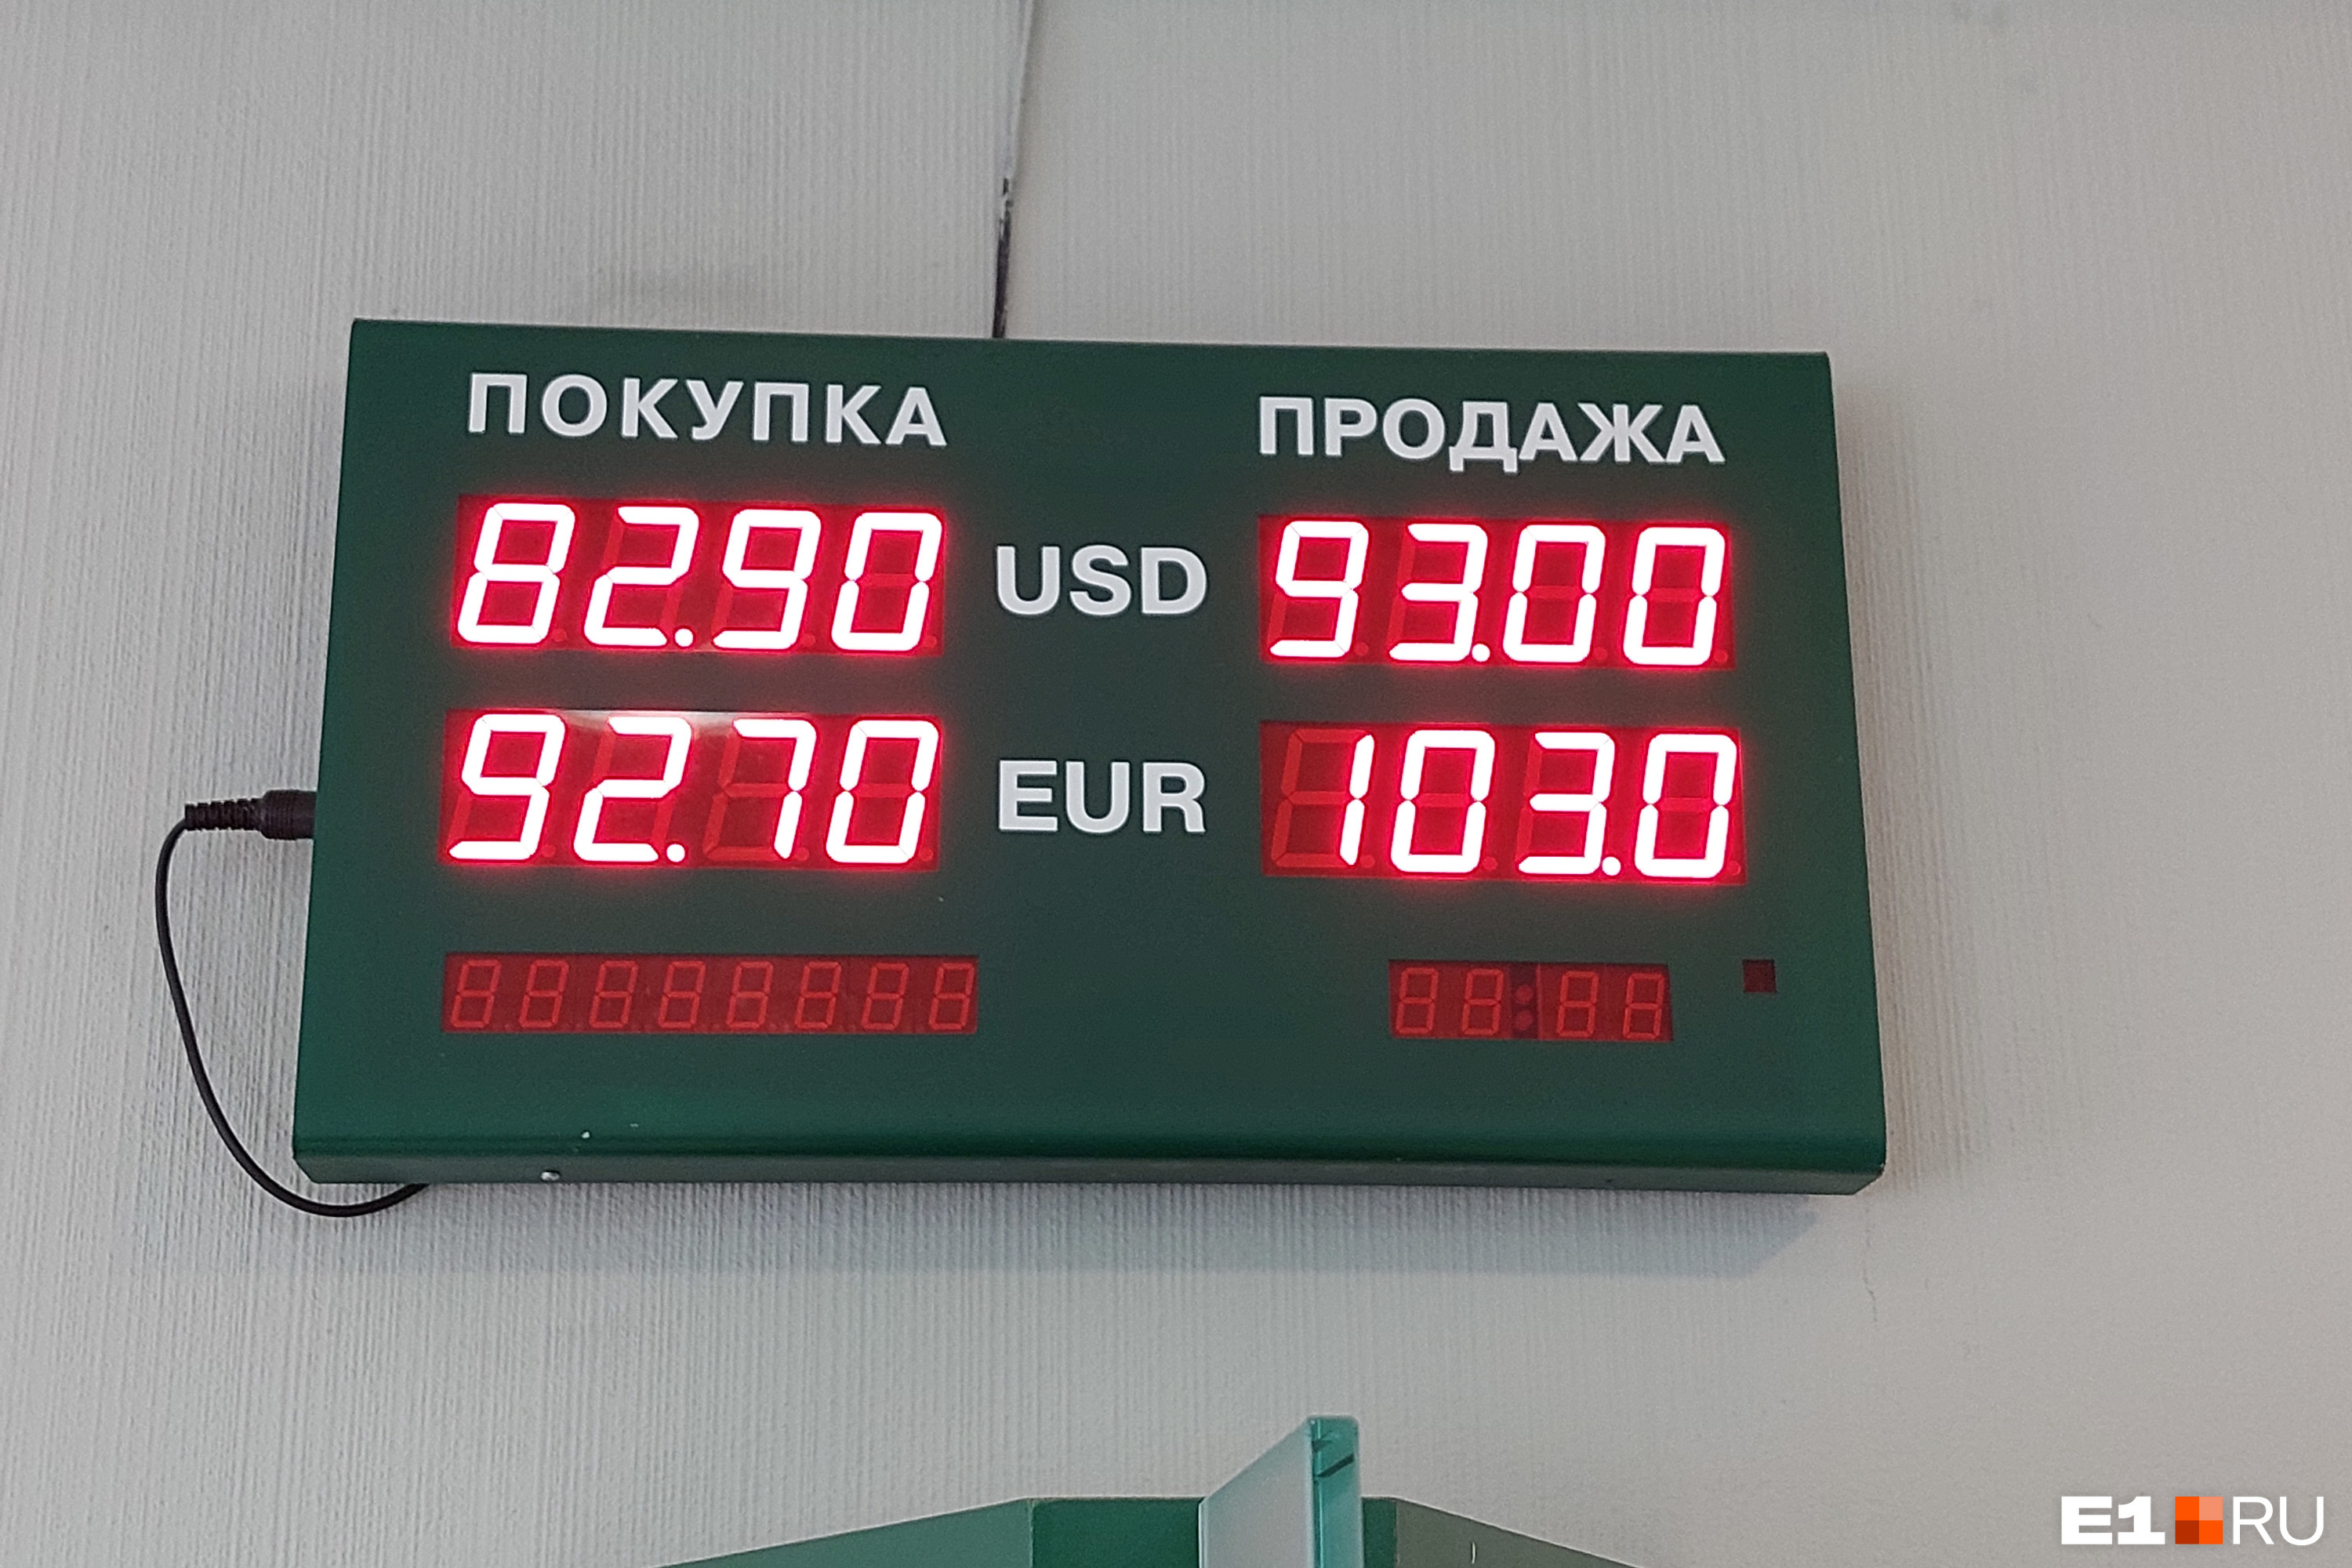 ПОКУПКА ПРОДАЖА
82.90 USD 93.00
92.70 EUR 103.0
E1 RU